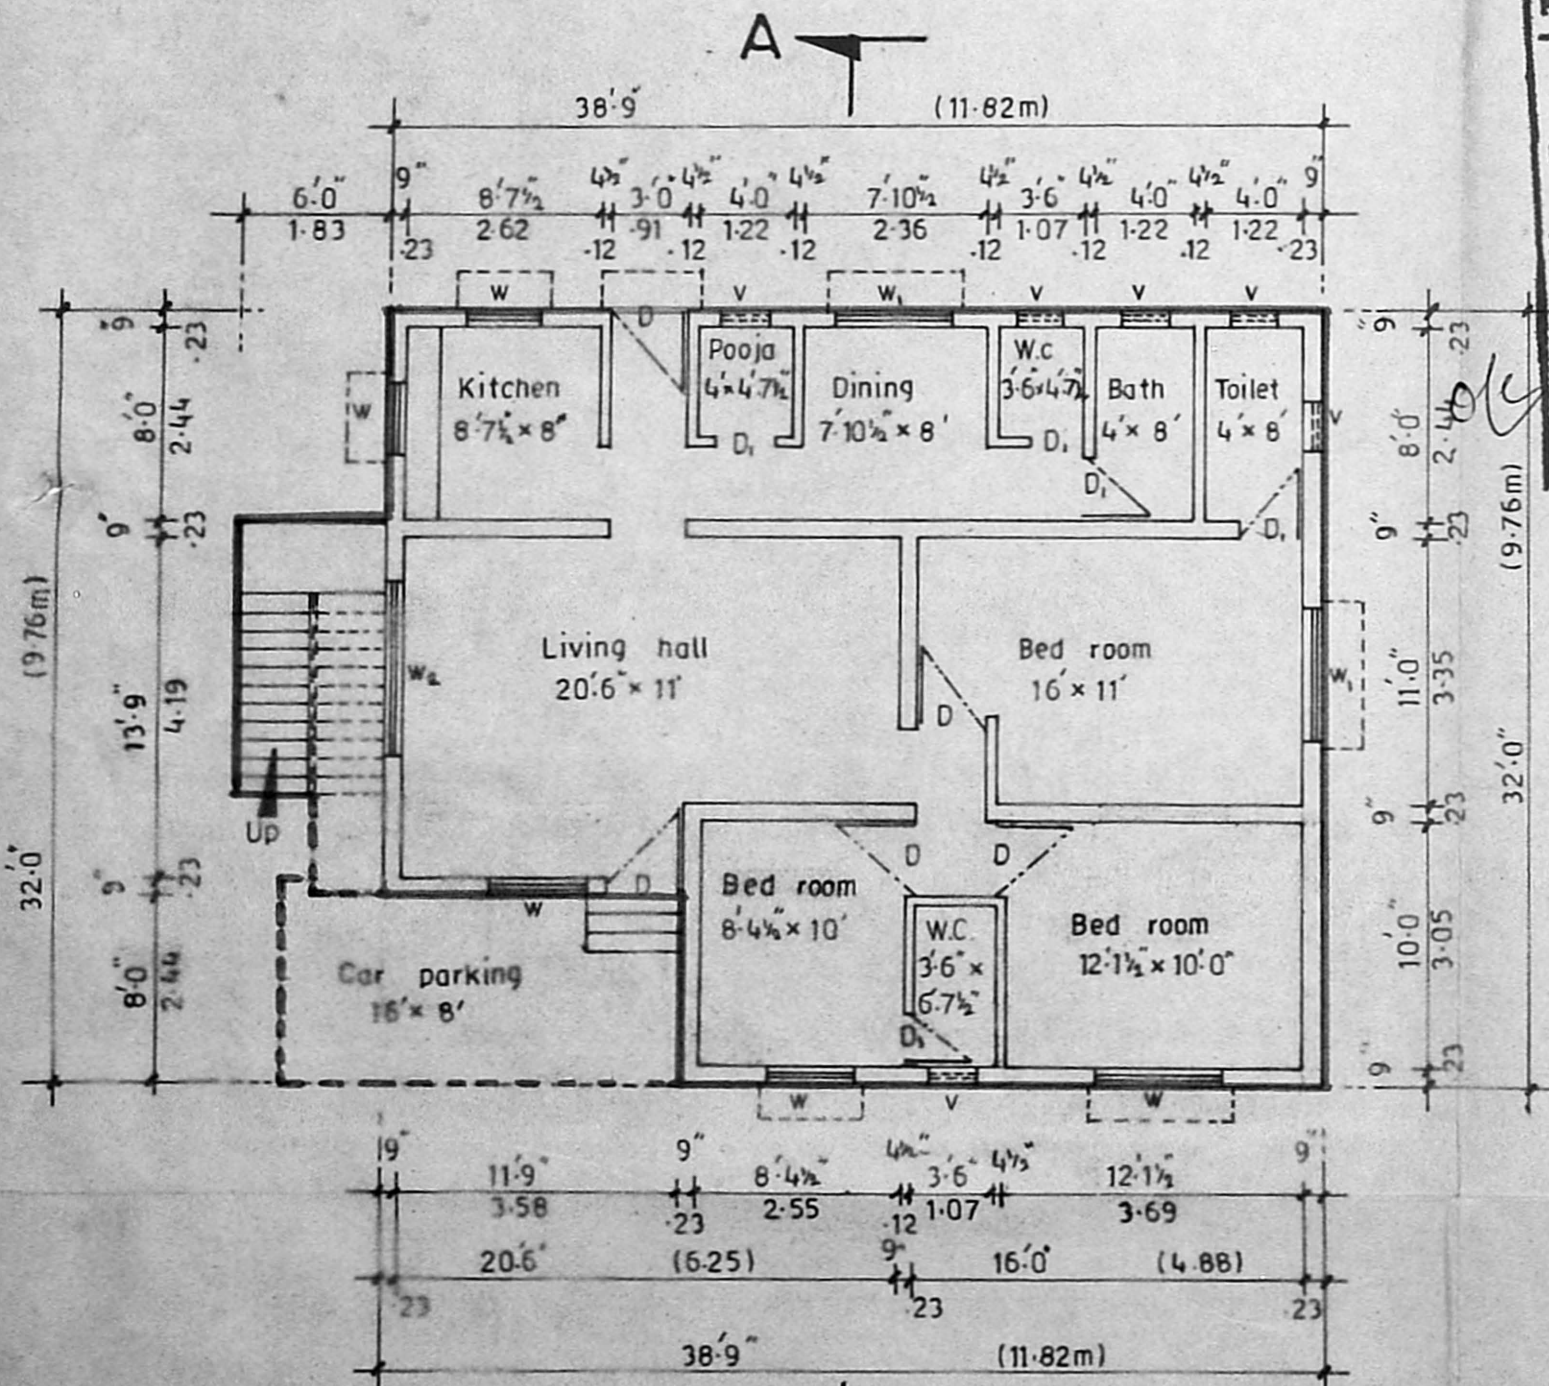 A
38'-9" (11.82m)
6'.0" 9" 8'.7½" 4½" 3'.0" 4½" 4'.0" 4½" 7'.10½" 4½" 3'.6" 4½" 4'.0" 4½" 4'.0" 9"
1.83 .23 2.62 .12 .91 .12 1.22 .12 2.36 .12 1.07 .12 1.22 .12 1.22 .23
W D V W1 V V V
9" .23
9" .23
Kitchen
8'.7½" × 8'
Pooja
4'×4'.7½"
D1
Dining
7'.10½" × 8'
W.C
3'.6"×4'.7½"
D1
Bath
4' × 8'
D1
Toilet
4' × 8'
D1
W
V
8'.0" 2.44
8'.0" 2.44
9" .23
9" .23
(9.76m)
(9.76m)
Living hall
20'.6" × 11'
Bed room
16' × 11'
W2
D
W1
13'.9" 4.19
11'.0" 3.35
32'.0"
32'.0"
Up
9" .23
9" .23
D
W
D
D
Bed room
8'.4½" × 10'
W.C.
3'.6" ×
6'.7½"
D1
Bed room
12'.1½" × 10'.0"
Car parking
16' × 8'
8'.0" 2.44
10'.0" 3.05
9" .23
W V W
9" 11'.9" 9" 8'.4½" 4½" 3'.6" 4½" 12'.1½" 9"
3.58 .23 2.55 .12 1.07 3.69
20'.6" (6.25) 9" 16'.0" (4.88)
.23 .23 .23
38'.9" (11.82m)